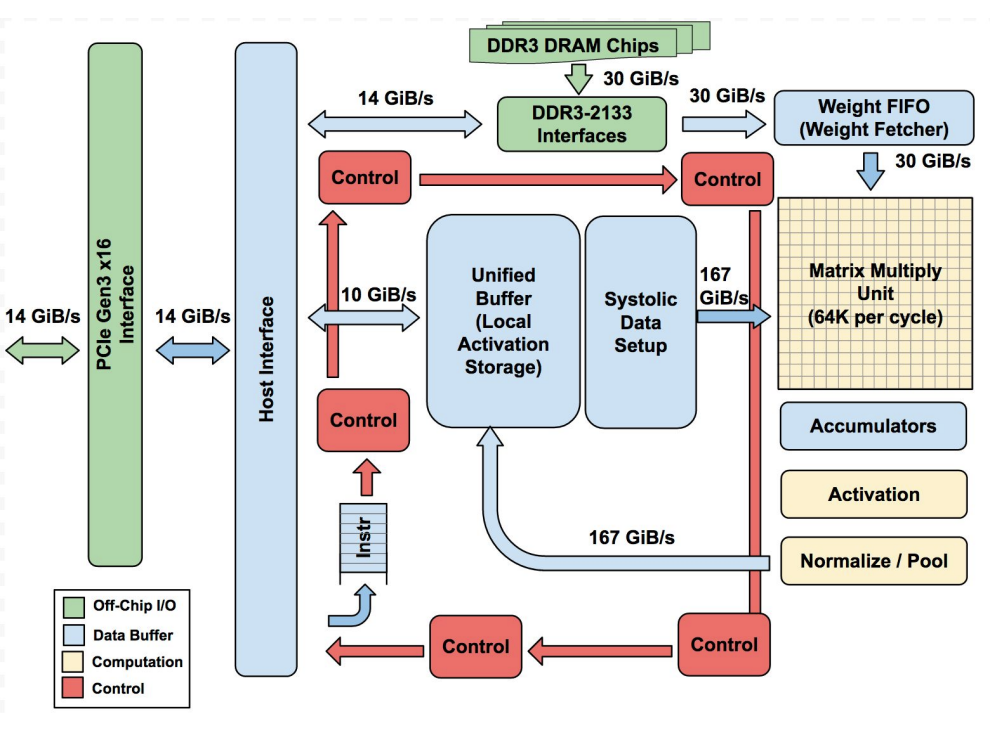 DDR3 DRAM Chips
30 GiB/s
14 GiB/s
DDR3-2133
Interfaces
30 GiB/s
Weight FIFO
(Weight Fetcher)
30 GiB/s
Control
Control
PCIe Gen3 x16
Interface
Host Interface
14 GiB/s
14 GiB/s
10 GiB/s
Unified
Buffer
(Local
Activation
Storage)
Systolic
Data
Setup
167
GiB/s
Matrix Multiply
Unit
(64K per cycle)
Control
Accumulators
Activation
Normalize / Pool
Instr
167 GiB/s
Control
Control
Off-Chip I/O
Data Buffer
Computation
Control